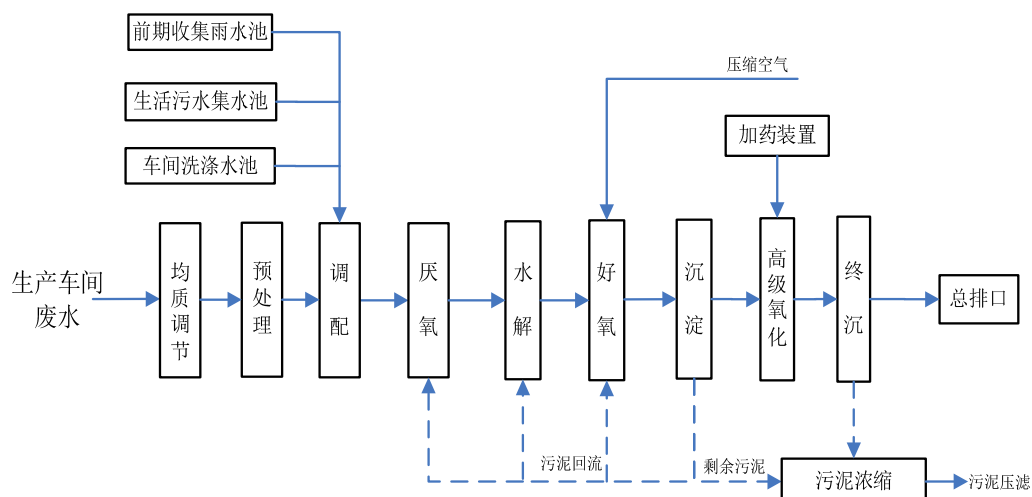 前期收集雨水池
生活污水集水池
车间洗涤水池
压缩空气
加药装置
生产车间
废水
均质调节
预处理
调配
厌氧
水解
好氧
沉淀
高级氧化
终沉
总排口
污泥回流
剩余污泥
污泥浓缩
污泥压滤